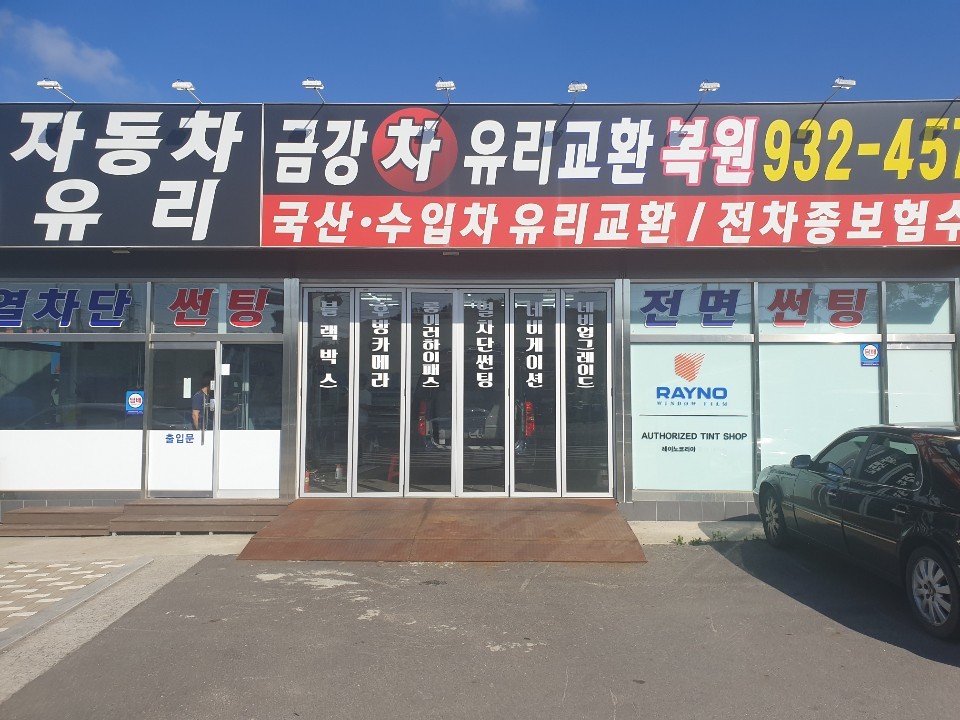 자동차
유리
금강 차 유리교환 복원 932-457
국산·수입차 유리교환 / 전차종보험수
열차단 썬팅
블랙박스
후방카메라
룸미러하이패스
열차단썬팅
네비게이션
네비업그레이드
전면 썬팅
출입문
RAYNO
WINDOW FILM
AUTHORIZED TINT SHOP
레이노코리아